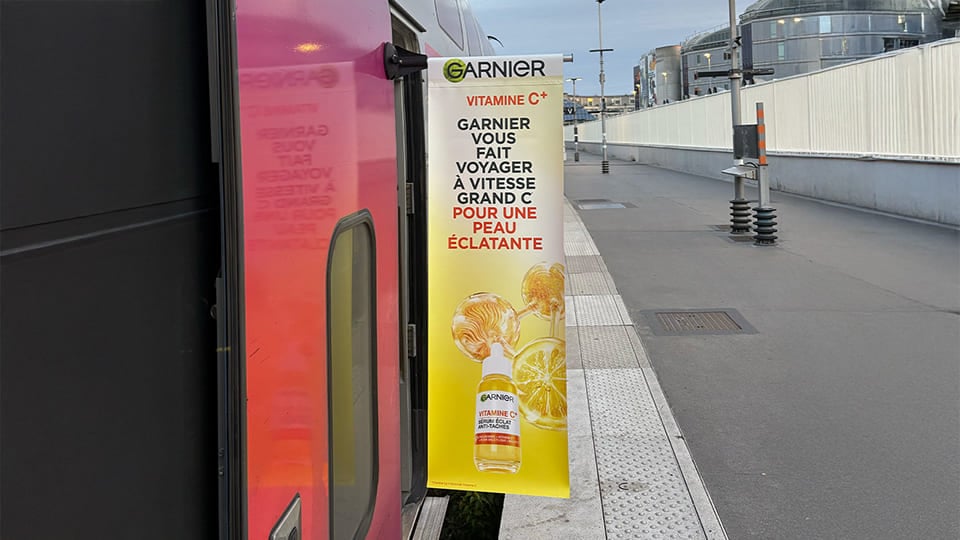 GARNIER
VITAMINE C+
GARNIER
VOUS
FAIT
VOYAGER
À VITESSE
GRAND C
POUR UNE
PEAU
ÉCLATANTE
GARNIER
VITAMINE C+
SÉRUM ÉCLAT
ANTI-TACHES